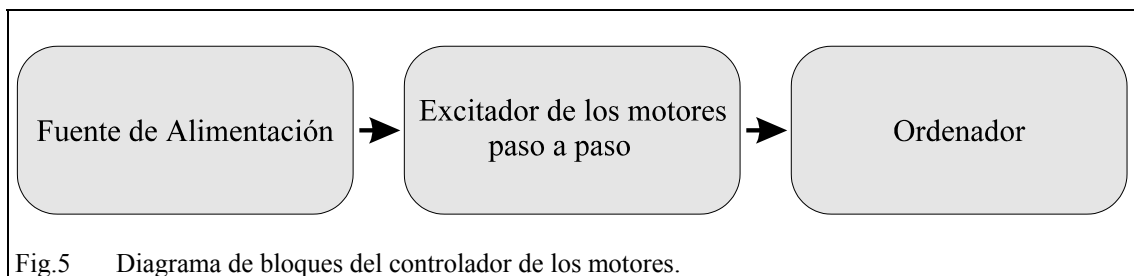 Fuente de Alimentación
Excitador de los motores
paso a paso
Ordenador
Fig.5 Diagrama de bloques del controlador de los motores.